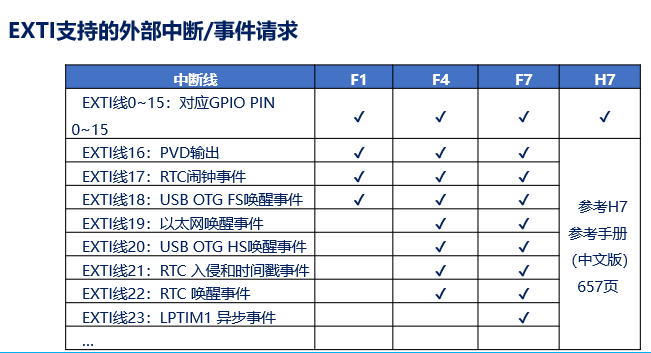 EXTI支持的外部中断/事件请求
中断线 F1 F4 F7 H7
EXTI线0~15：对应GPIO PIN
0~15 ✓ ✓ ✓ ✓
EXTI线16：PVD输出 ✓ ✓ ✓
EXTI线17：RTC闹钟事件 ✓ ✓ ✓
EXTI线18：USB OTG FS唤醒事件 ✓ ✓ ✓
EXTI线19：以太网唤醒事件 ✓ ✓
EXTI线20：USB OTG HS唤醒事件 ✓ ✓
EXTI线21：RTC 入侵和时间戳事件 ✓ ✓
EXTI线22：RTC 唤醒事件 ✓ ✓
EXTI线23：LPTIM1 异步事件 ✓
...
参考H7
参考手册
（中文版）
657页